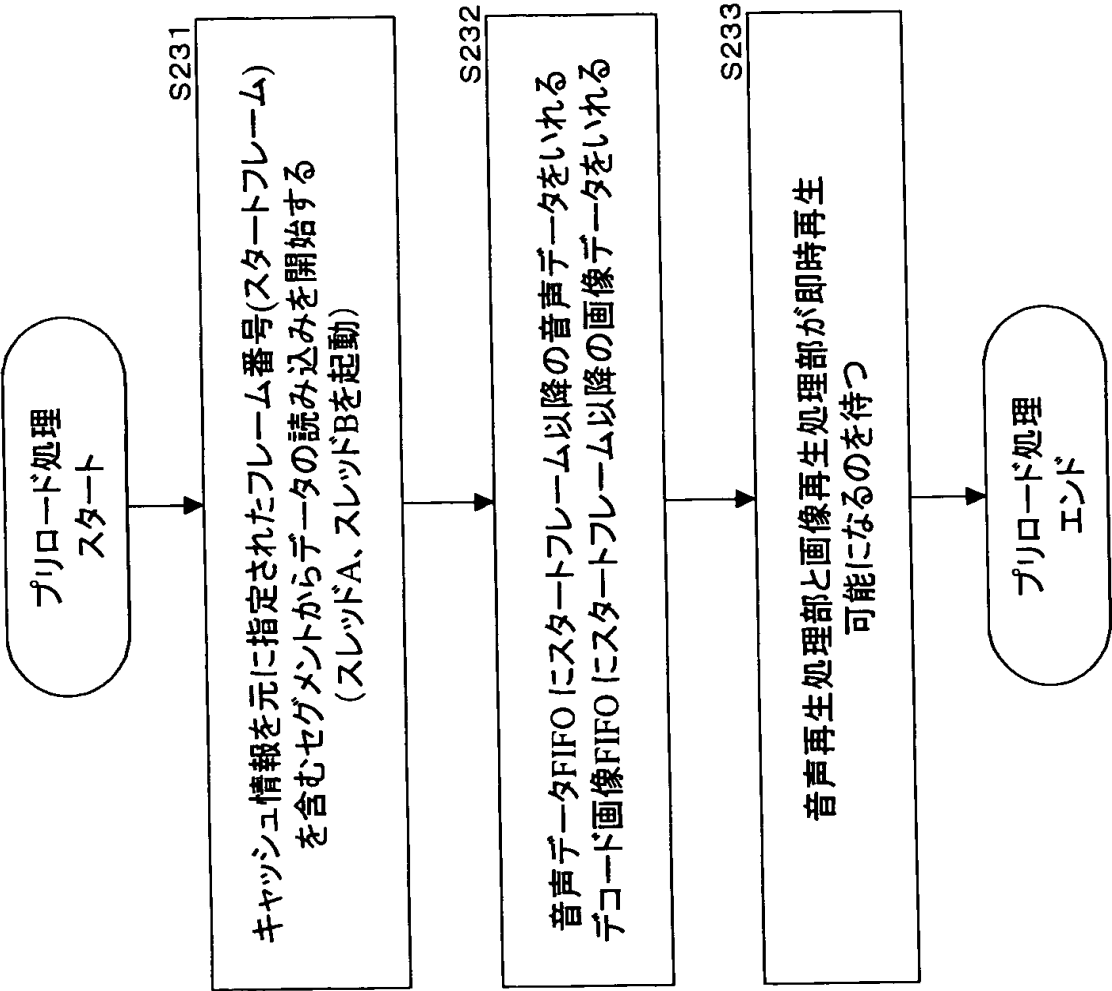 プリロード処理
スタート
S231
キャッシュ情報を元に指定されたフレーム番号(スタートフレーム)
を含むセグメントからデータの読み込みを開始する
(スレッドA、スレッドBを起動)
S232
音声データFIFO にスタートフレーム以降の音声データをいれる
デコード画像FIFO にスタートフレーム以降の画像データをいれる
S233
音声再生処理部と画像再生処理部が即時再生
可能になるのを待つ
プリロード処理
エンド